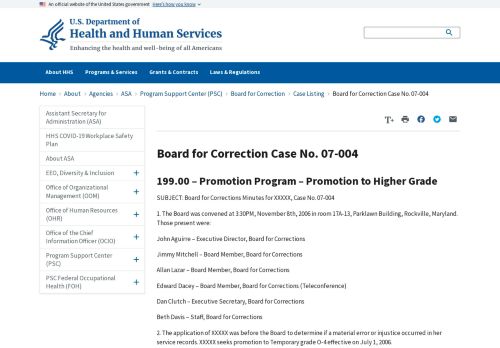 An official website of the United States government Here's how you know
U.S. Department of
Health and Human Services
Enhancing the health and well-being of all Americans
About HHS Programs & Services Grants & Contracts Laws & Regulations
Home > About > Agencies > ASA > Program Support Center (PSC) > Board for Correction > Case Listing > Board for Correction Case No. 07-004
Assistant Secretary for
Administration (ASA)
HHS COVID-19 Workplace Safety
Plan
About ASA
EEO, Diversity & Inclusion +
Office of Organizational
Management (OOM) +
Office of Human Resources
(OHR) +
Office of the Chief
Information Officer (OCIO) +
Program Support Center
(PSC) +
PSC Federal Occupational
Health (FOH) +
T+
Board for Correction Case No. 07-004
199.00 – Promotion Program – Promotion to Higher Grade
SUBJECT: Board for Corrections Minutes for XXXXX, Case No. 07-004
1. The Board was convened at 3:30PM, November 8th, 2006 in room 17A-13, Parklawn Building, Rockville, Maryland.
Those present were:
John Aguirre – Executive Director, Board for Corrections
Jimmy Mitchell – Board Member, Board for Corrections
Allan Lazar – Board Member, Board for Corrections
Edward Dacey – Board Member, Board for Corrections (Teleconference)
Dan Clutch – Executive Secretary, Board for Corrections
Beth Davis – Staff, Board for Corrections
2. The application of XXXXX was before the Board to determine if a material error or injustice occurred in her
service records. XXXXX seeks promotion to Temporary grade O-4 effective on July 1, 2006.